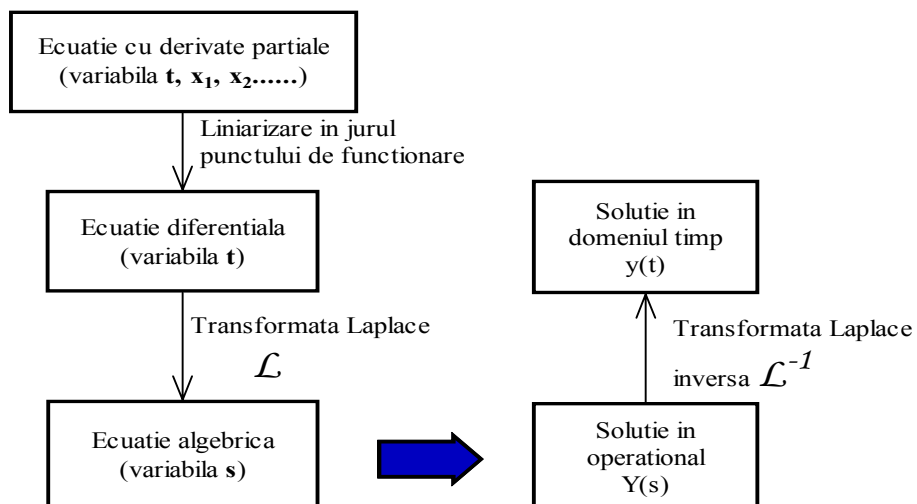 Ecuatie cu derivate partiale
(variabila t, x1, x2......)
Liniarizare in jurul
punctului de functionare
Ecuatie diferentiala
(variabila t)
Transformata Laplace
ℒ
Ecuatie algebrica
(variabila s)
Solutie in
domeniul timp
y(t)
Transformata Laplace
inversa ℒ-1
Solutie in
operational
Y(s)